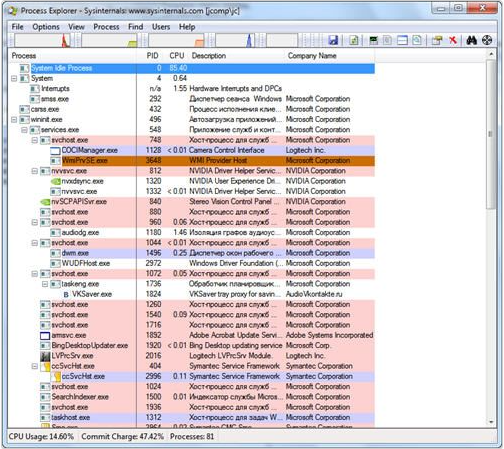 Process Explorer - Sysinternals: www.sysinternals.com [jcomp\jc]
File Options View Process Find Users Help
Process PID CPU Description Company Name
System Idle Process 0 85.40
System 4 0.64
Interrupts n/a 1.55 Hardware Interrupts and DPCs
smss.exe 292 Диспетчер сеанса Windows Microsoft Corporation
csrss.exe 432 Процесс исполнения клие... Microsoft Corporation
wininit.exe 496 Автозагрузка приложений... Microsoft Corporation
services.exe 548 Приложение служб и конт... Microsoft Corporation
svchost.exe 748 Хост-процесс для служб ... Microsoft Corporation
COCIManager.exe 1128 < 0.01 Camera Control Interface Logitech Inc.
WmiPrvSE.exe 3648 WMI Provider Host Microsoft Corporation
nvvsvc.exe 812 NVIDIA Driver Helper Servic... NVIDIA Corporation
nvxdsync.exe 1320 NVIDIA User Experience Dr... NVIDIA Corporation
nvvsvc.exe 1332 < 0.01 NVIDIA Driver Helper Servic... NVIDIA Corporation
nvSCPAPISvr.exe 840 Stereo Vision Control Panel ... NVIDIA Corporation
svchost.exe 880 Хост-процесс для служб ... Microsoft Corporation
svchost.exe 960 0.06 Хост-процесс для служб ... Microsoft Corporation
audiodg.exe 1180 1.46 Изоляция графов аудиоус... Microsoft Corporation
svchost.exe 1044 < 0.01 Хост-процесс для служб ... Microsoft Corporation
dwm.exe 1496 0.25 Диспетчер окон рабочего ... Microsoft Corporation
WUDFHost.exe 2972 Windows Driver Foundation (... Microsoft Corporation
svchost.exe 1072 0.05 Хост-процесс для служб ... Microsoft Corporation
taskeng.exe 1736 Обработчик планировщик... Microsoft Corporation
VKSaver.exe 1824 VKSaver tray proxy for savin... AudioVkontakte.ru
svchost.exe 1260 Хост-процесс для служб ... Microsoft Corporation
svchost.exe 1540 0.09 Хост-процесс для служб ... Microsoft Corporation
svchost.exe 1716 Хост-процесс для служб ... Microsoft Corporation
armsvc.exe 1892 Adobe Acrobat Update Servi... Adobe Systems Incorporated
BingDesktopUpdater.exe 1920 < 0.01 Bing Desktop updating service Microsoft Corp.
LVPrcSrv.exe 2016 Logitech LVPrcSrv Module. Logitech Inc.
ccSvcHst.exe 404 Symantec Service Framework Symantec Corporation
ccSvcHst.exe 2996 0.11 Symantec Service Framework Symantec Corporation
svchost.exe 1024 Хост-процесс для служб ... Microsoft Corporation
SearchIndexer.exe 1500 0.01 Индексатор службы Micros... Microsoft Corporation
svchost.exe 1936 Хост-процесс для служб ... Microsoft Corporation
taskhost.exe 1312 Хост-процесс для задач W... Microsoft Corporation
CPU Usage: 14.60% Commit Charge: 47.42% Processes: 81